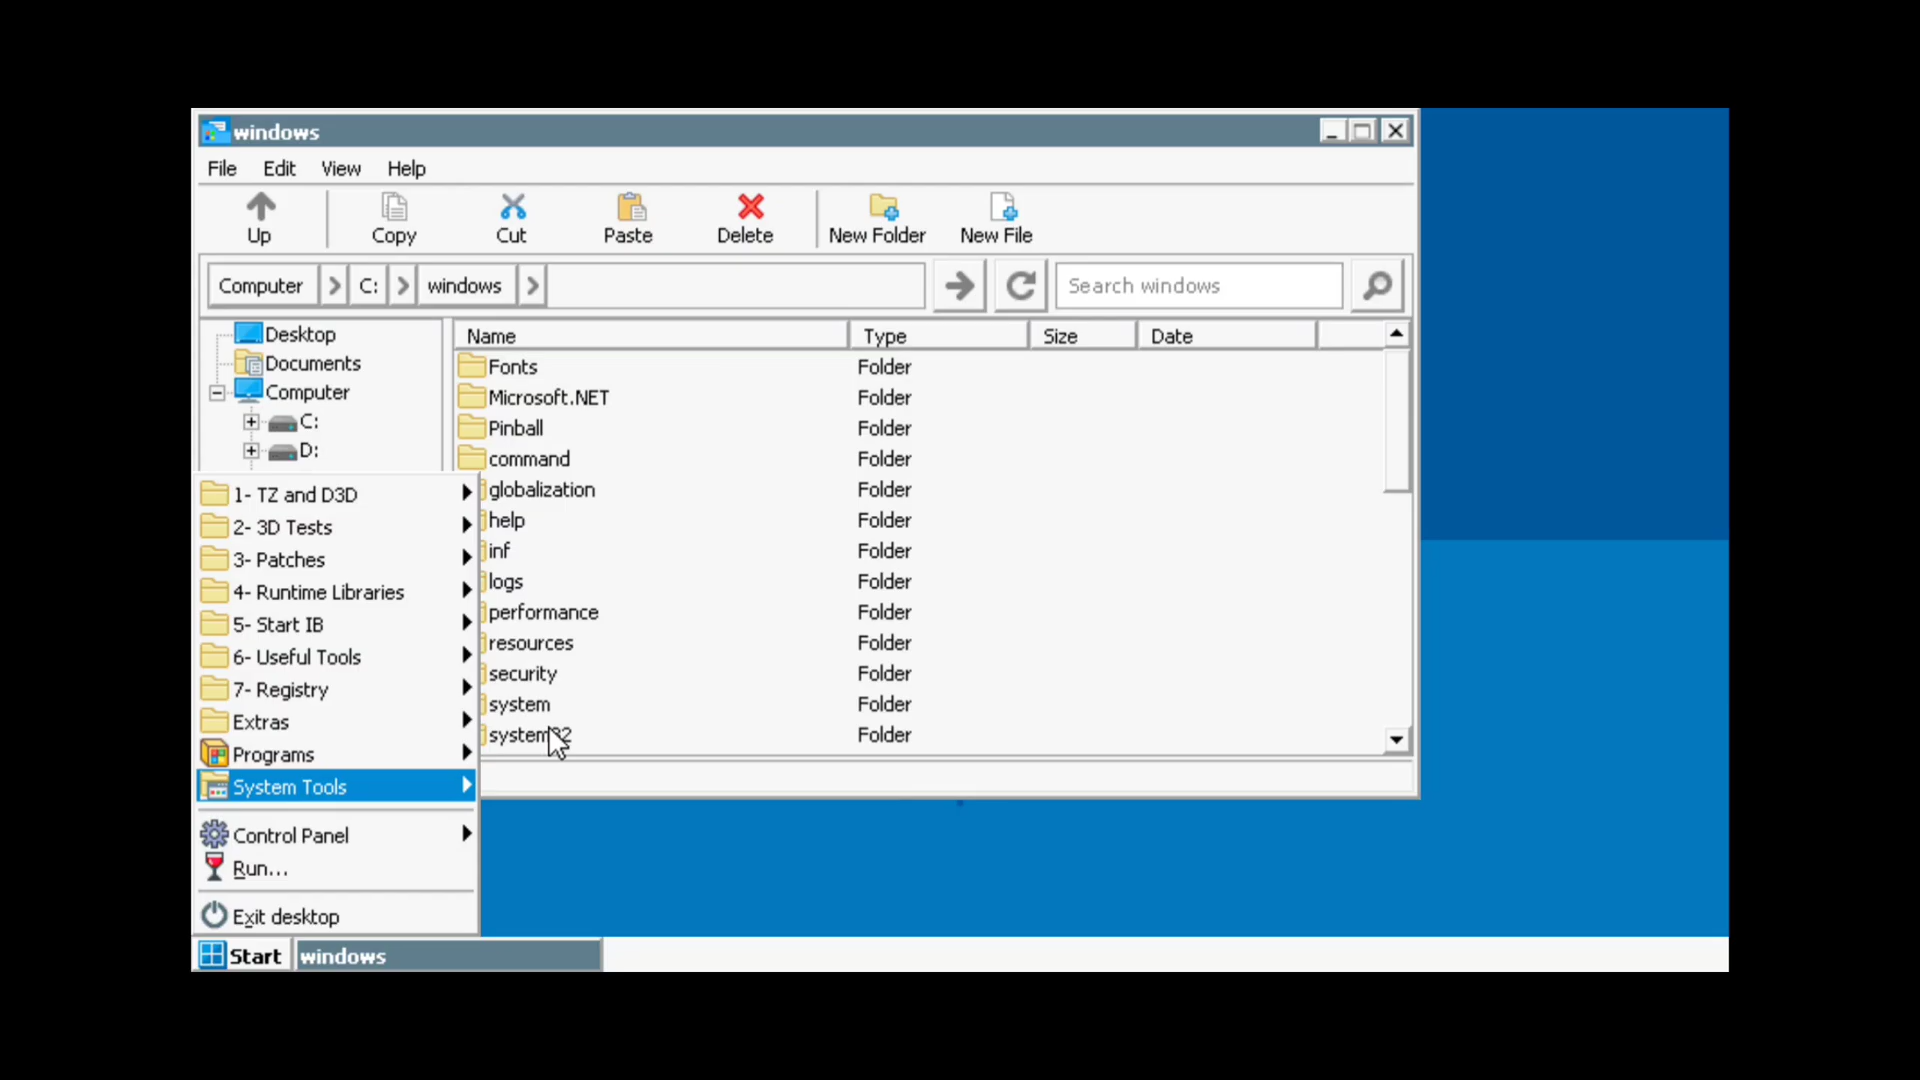 windows
File Edit View Help
Up Copy Cut Paste Delete New Folder New File
Computer C: windows Search windows
Desktop
Documents
Computer
C:
D:
Name Type Size Date
Fonts Folder
Microsoft.NET Folder
Pinball Folder
command Folder
globalization Folder
help Folder
inf Folder
logs Folder
performance Folder
resources Folder
security Folder
system Folder
system32 Folder
1- TZ and D3D
2- 3D Tests
3- Patches
4- Runtime Libraries
5- Start IB
6- Useful Tools
7- Registry
Extras
Programs
System Tools
Control Panel
Run...
Exit desktop
Start windows